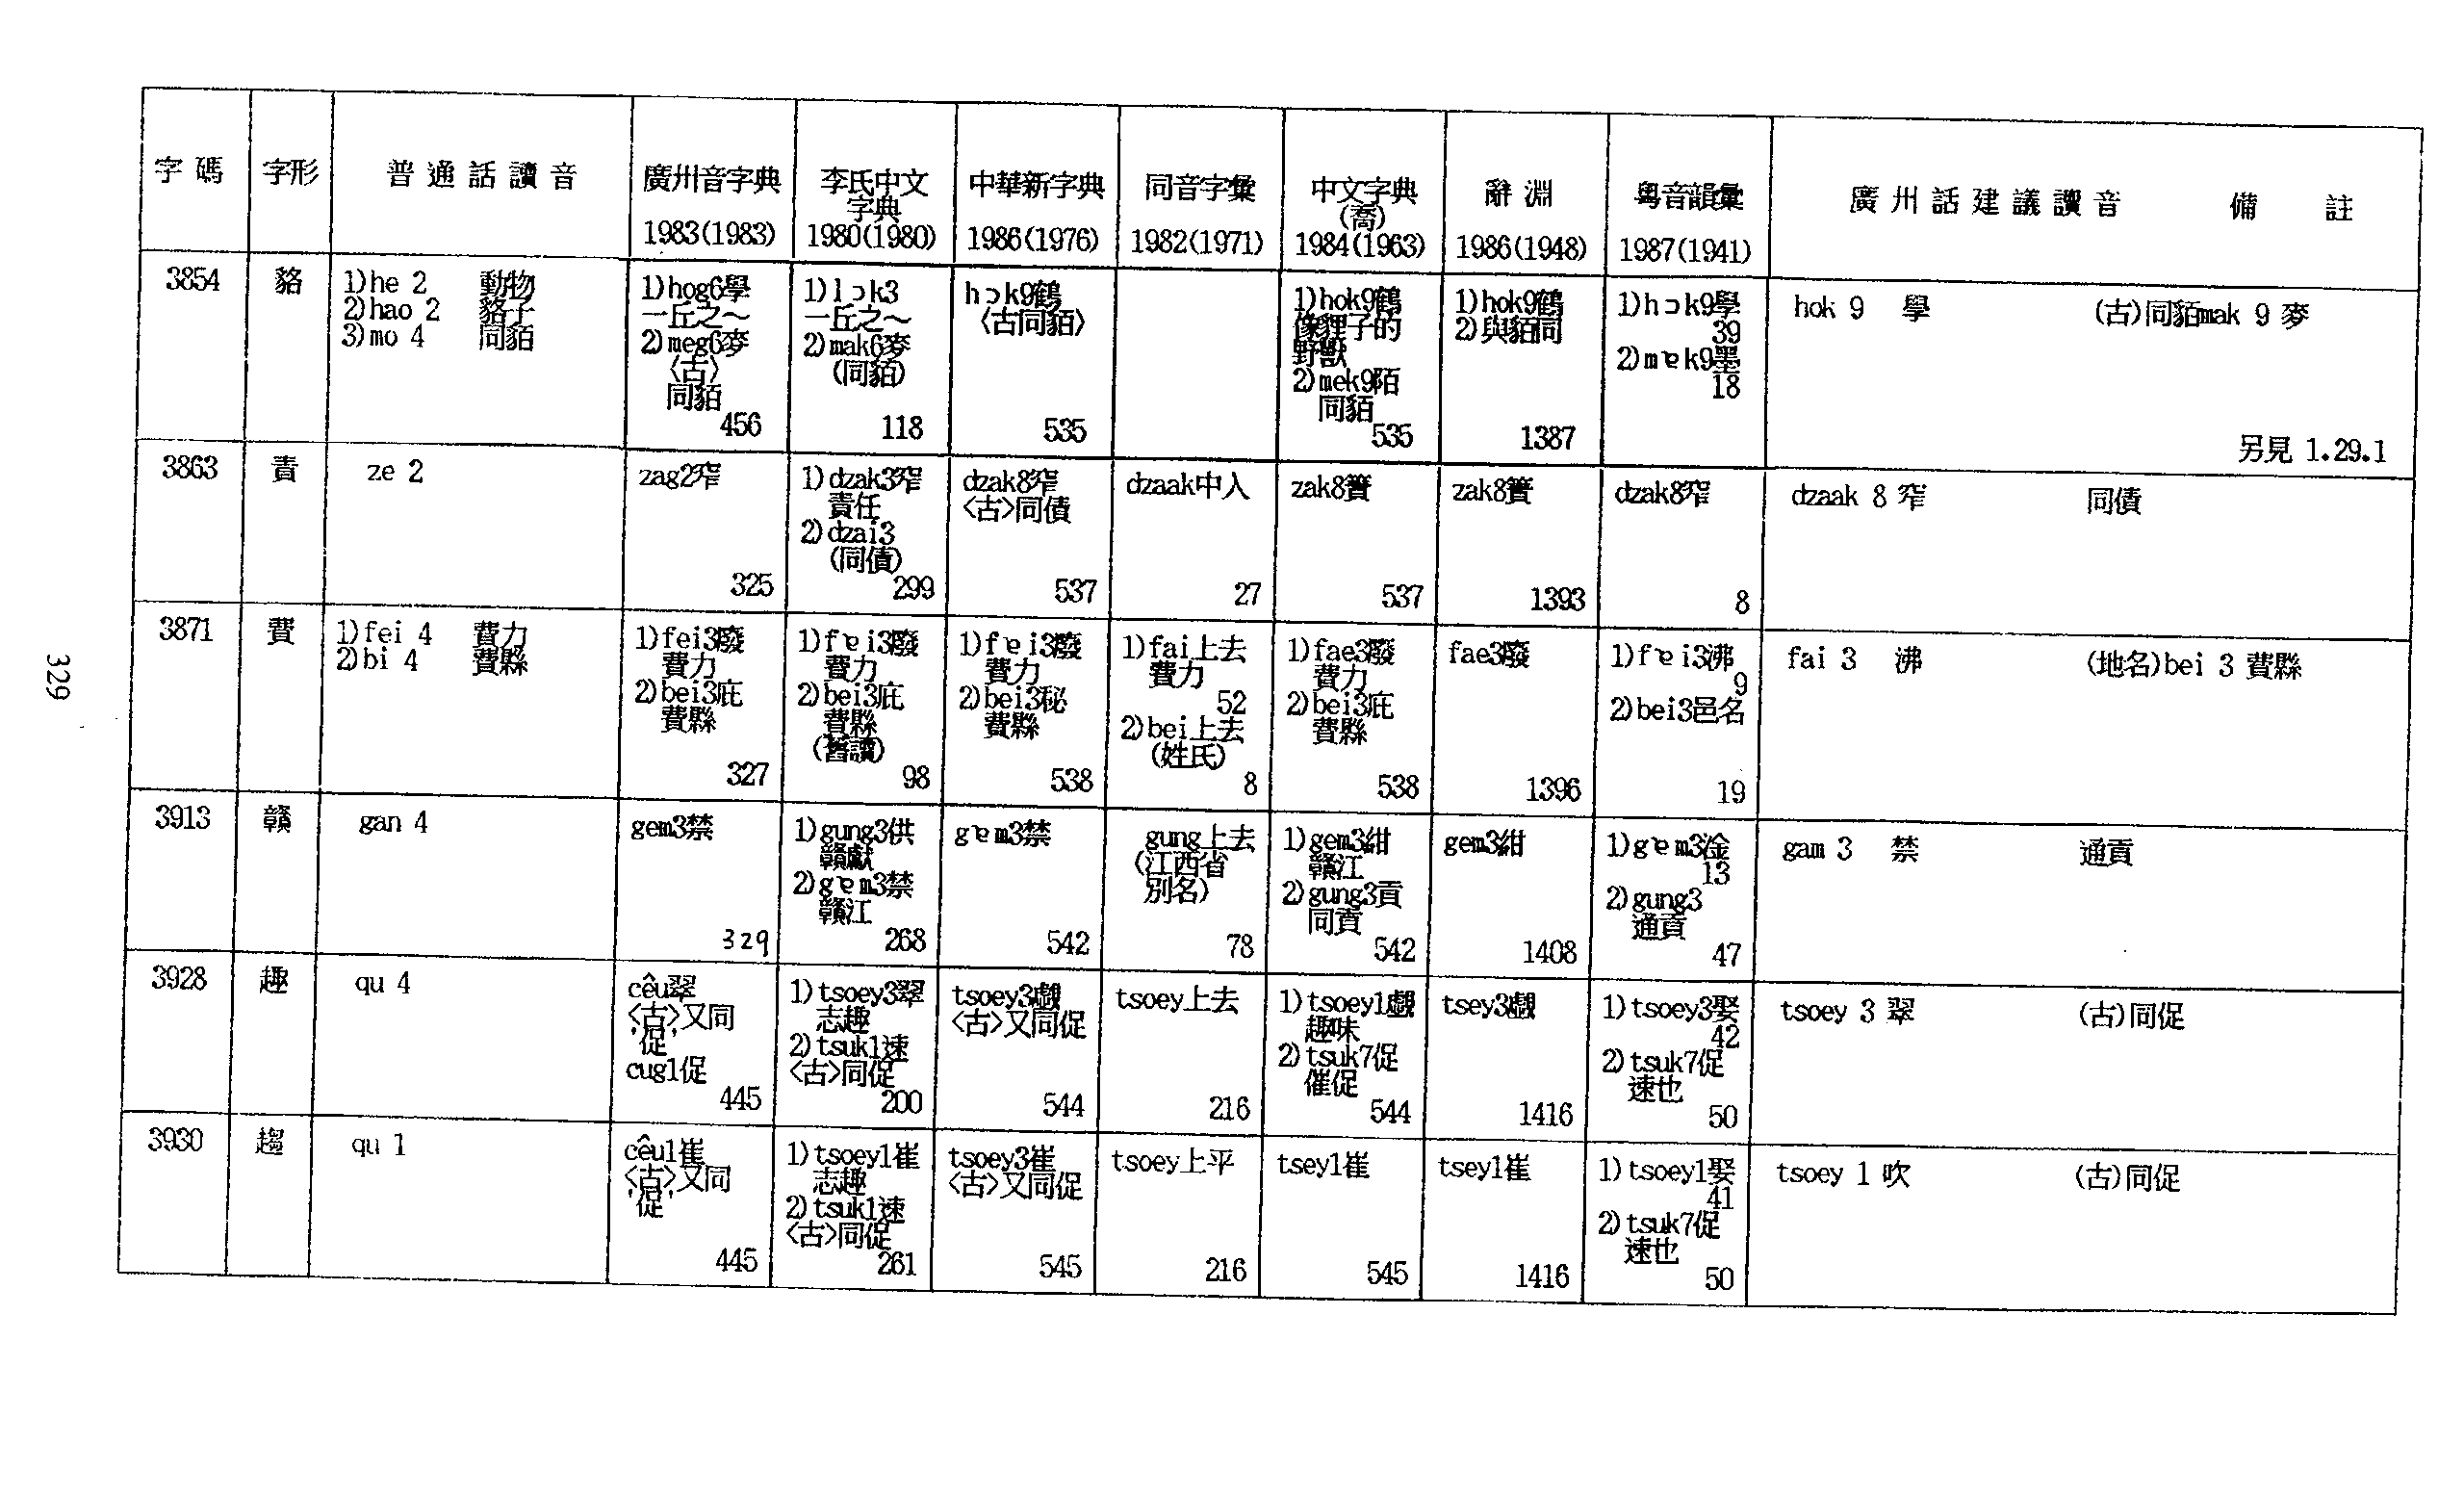 字 碼 字形 普 通 話 讀 音 廣州音字典 李氏中文 中華新字典 同音字彙 中文字典 辭 淵 粵音韻彙 廣 州 話 建 議 讀 音 備 註
字典 (喬)
1983(1983) 1980(1980) 1986(1976) 1982(1971) 1984(1963) 1986(1948) 1987(1941)
3854 貉
1)he 2 動物
2)hao 2 貉子
3)mo 4 同貊
1)hog6學
一丘之～
2)meg6麥
〈古〉
同貊
456
1)lɔk3
一丘之～
2)mak6麥
(同貊)
118
hɔk9鶴
〈古同貊〉
535
1)hok9鶴
像貍子的
野獸
2)mek9陌
同貊
535
1)hok9鶴
2)與貊同
1387
1)hɔk9學
39
2)mɐk9墨
18
hok 9 學 (古)同貊mak 9 麥
另見 1.29.1
3863 責 ze 2
zag2窄
325
1)dzak3窄
責任
2)dzai3
(同債)
299
dzak8窄
<古>同債
537
dzaak中入
27
zak8簀
537
zak8簀
1393
dzak8窄
8
dzaak 8 窄 同債
3871 費
1)fei 4 費力
2)bi 4 費縣
1)fei3廢
費力
2)bei3庇
費縣
327
1)fɐi3廢
費力
2)bei3庇
費縣
(舊讀)
98
1)fɐi3廢
費力
2)bei3秘
費縣
538
1)fai上去
費力
52
2)bei上去
(姓氏)
8
1)fae3廢
費力
2)bei3庇
費縣
538
fae3廢
1396
1)fɐi3沸
9
2)bei3邑名
19
fai 3 沸 (地名)bei 3 費縣
3913 贛 gan 4
gem3禁
329
1)gung3供
贛獻
2)gɐm3禁
贛江
268
gɐm3禁
542
gung上去
(江西省
別名)
78
1)gem3紺
贛江
2)gung3貢
同貢
542
gem3紺
1408
1)gɐm3淦
13
2)gung3
通貢
47
gam 3 禁 通貢
3928 趣 qu 4
cêu翠
<古>又同
'促'
cug1促
445
1)tsoey3翠
志趣
2)tsuk1速
<古>同促
200
tsoey3覷
<古>又同促
544
tsoey上去
216
1)tsoey1覷
趣味
2)tsuk7促
催促
544
tsey3覷
1416
1)tsoey3娶
42
2)tsuk7促
速也
50
tsoey 3 翠 (古)同促
3930 趨 qu 1
cêu1崔
<古>又同
'促'
445
1)tsoey1崔
志趣
2)tsuk1速
<古>同促
261
tsoey3崔
<古>又同促
545
tsoey上平
216
tsey1崔
545
tsey1崔
1416
1)tsoey1娶
41
2)tsuk7促
速也
50
tsoey 1 吹 (古)同促
329